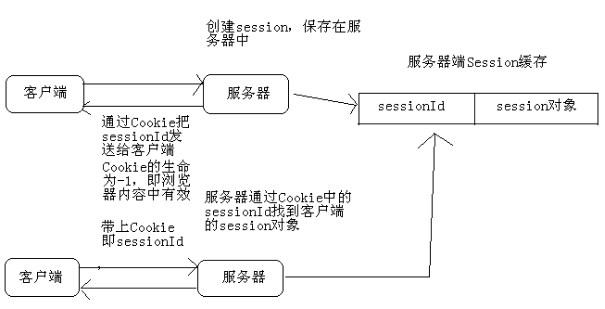 创建session，保存在服
务器中
服务器端Session缓存
客户端
服务器
sessionId
session对象
通过Cookie把
sessionId发
送给客户端
Cookie的生命
为-1，即浏览
器内容中有效
服务器通过Cookie中的
sessionId找到客户端
的session对象
带上Cookie
即sessionId
客户端
服务器